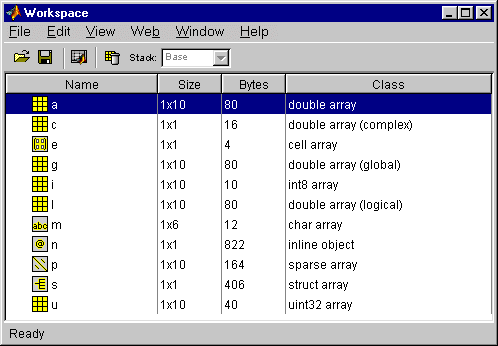 Workspace
File Edit View Web Window Help
Stack: Base
Name Size Bytes Class
a 1x10 80 double array
c 1x1 16 double array (complex)
e 1x1 4 cell array
g 1x10 80 double array (global)
i 1x10 10 int8 array
l 1x10 80 double array (logical)
abc m 1x6 12 char array
@ n 1x1 822 inline object
p 1x10 164 sparse array
s 1x1 406 struct array
u 1x10 40 uint32 array
Ready